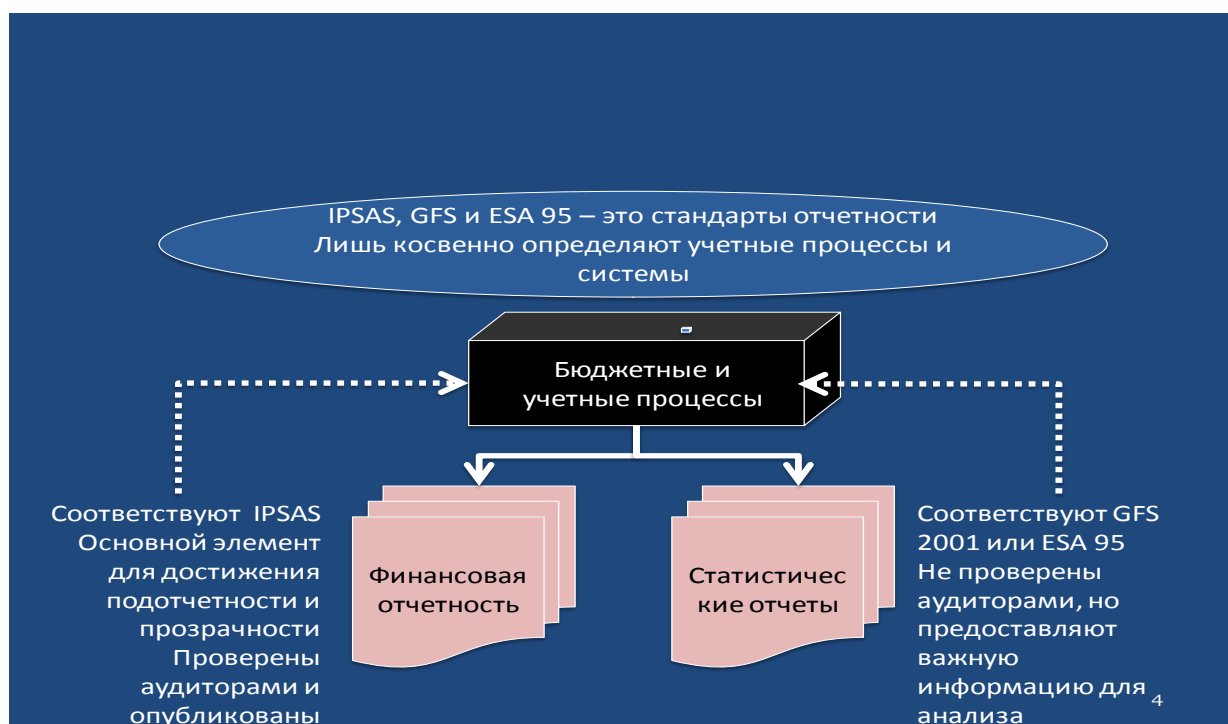 IPSAS, GFS и ESA 95 – это стандарты отчетности
Лишь косвенно определяют учетные процессы и
системы
Бюджетные и
учетные процессы
Соответствуют IPSAS
Основной элемент
для достижения
подотчетности и
прозрачности
Проверены
аудиторами и
опубликованы
Финансовая
отчетность
Статистичес
кие отчеты
Соответствуют GFS
2001 или ESA 95
Не проверены
аудиторами, но
предоставляют
важную
информацию для
анализа
4